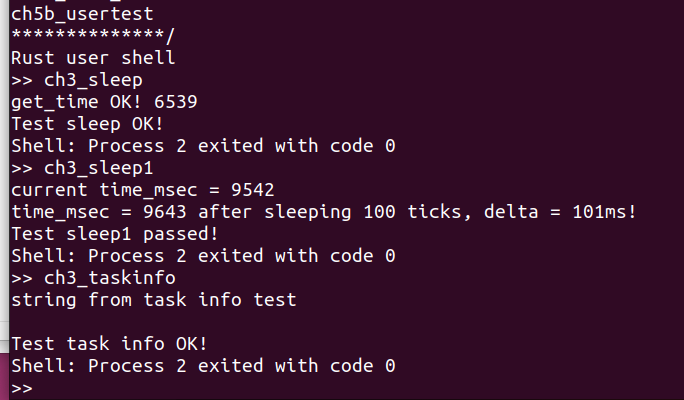 ch5b_usertest
**************/
Rust user shell
>> ch3_sleep
get_time OK! 6539
Test sleep OK!
Shell: Process 2 exited with code 0
>> ch3_sleep1
current time_msec = 9542
time_msec = 9643 after sleeping 100 ticks, delta = 101ms!
Test sleep1 passed!
Shell: Process 2 exited with code 0
>> ch3_taskinfo
string from task info test

Test task info OK!
Shell: Process 2 exited with code 0
>>